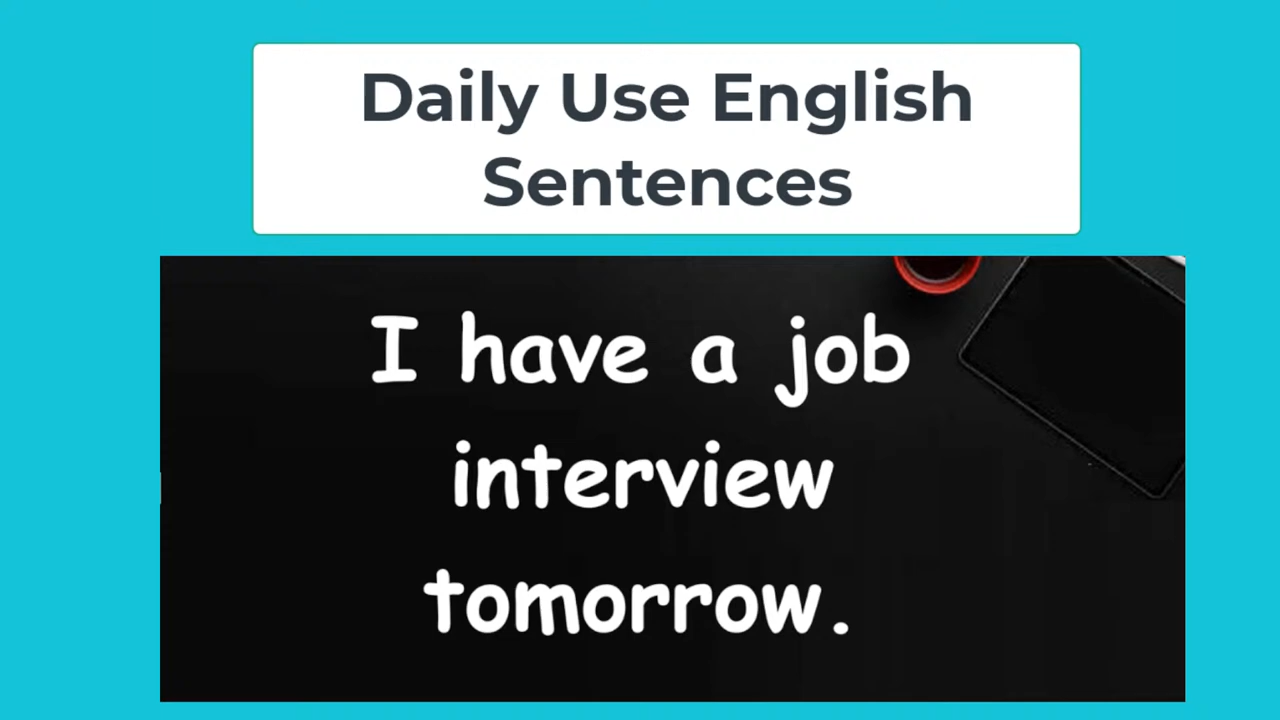 Daily Use English
Sentences
I have a job
interview
tomorrow.